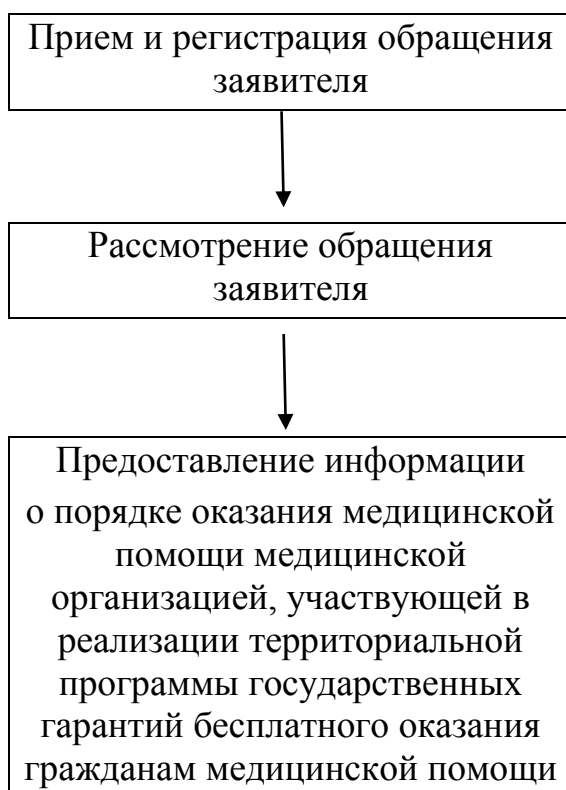 Прием и регистрация обращения
заявителя
Рассмотрение обращения
заявителя
Предоставление информации
о порядке оказания медицинской
помощи медицинской
организацией, участвующей в
реализации территориальной
программы государственных
гарантий бесплатного оказания
гражданам медицинской помощи